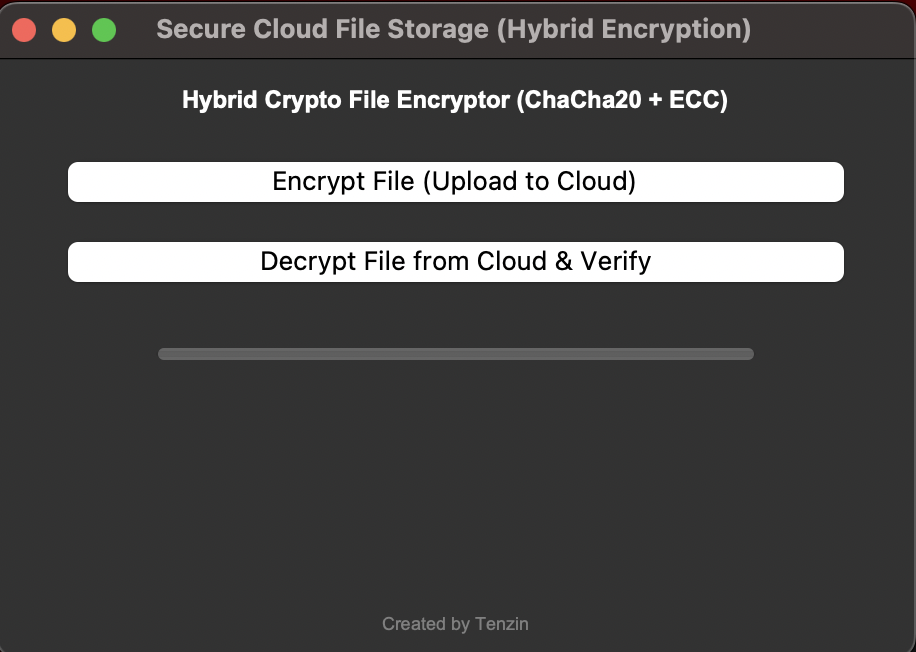 Secure Cloud File Storage (Hybrid Encryption)
Hybrid Crypto File Encryptor (ChaCha20 + ECC)
Encrypt File (Upload to Cloud)
Decrypt File from Cloud & Verify
Created by Tenzin